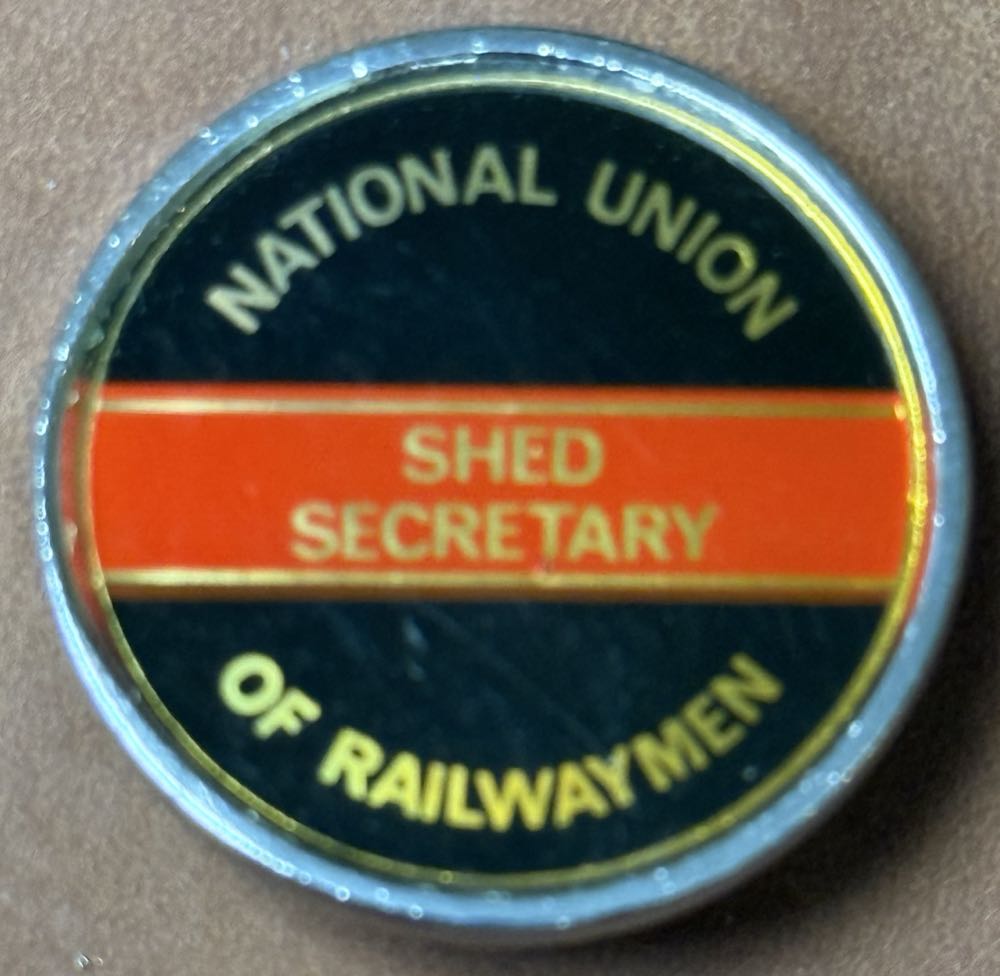 NATIONAL UNION
SHED
SECRETARY
OF RAILWAYMEN